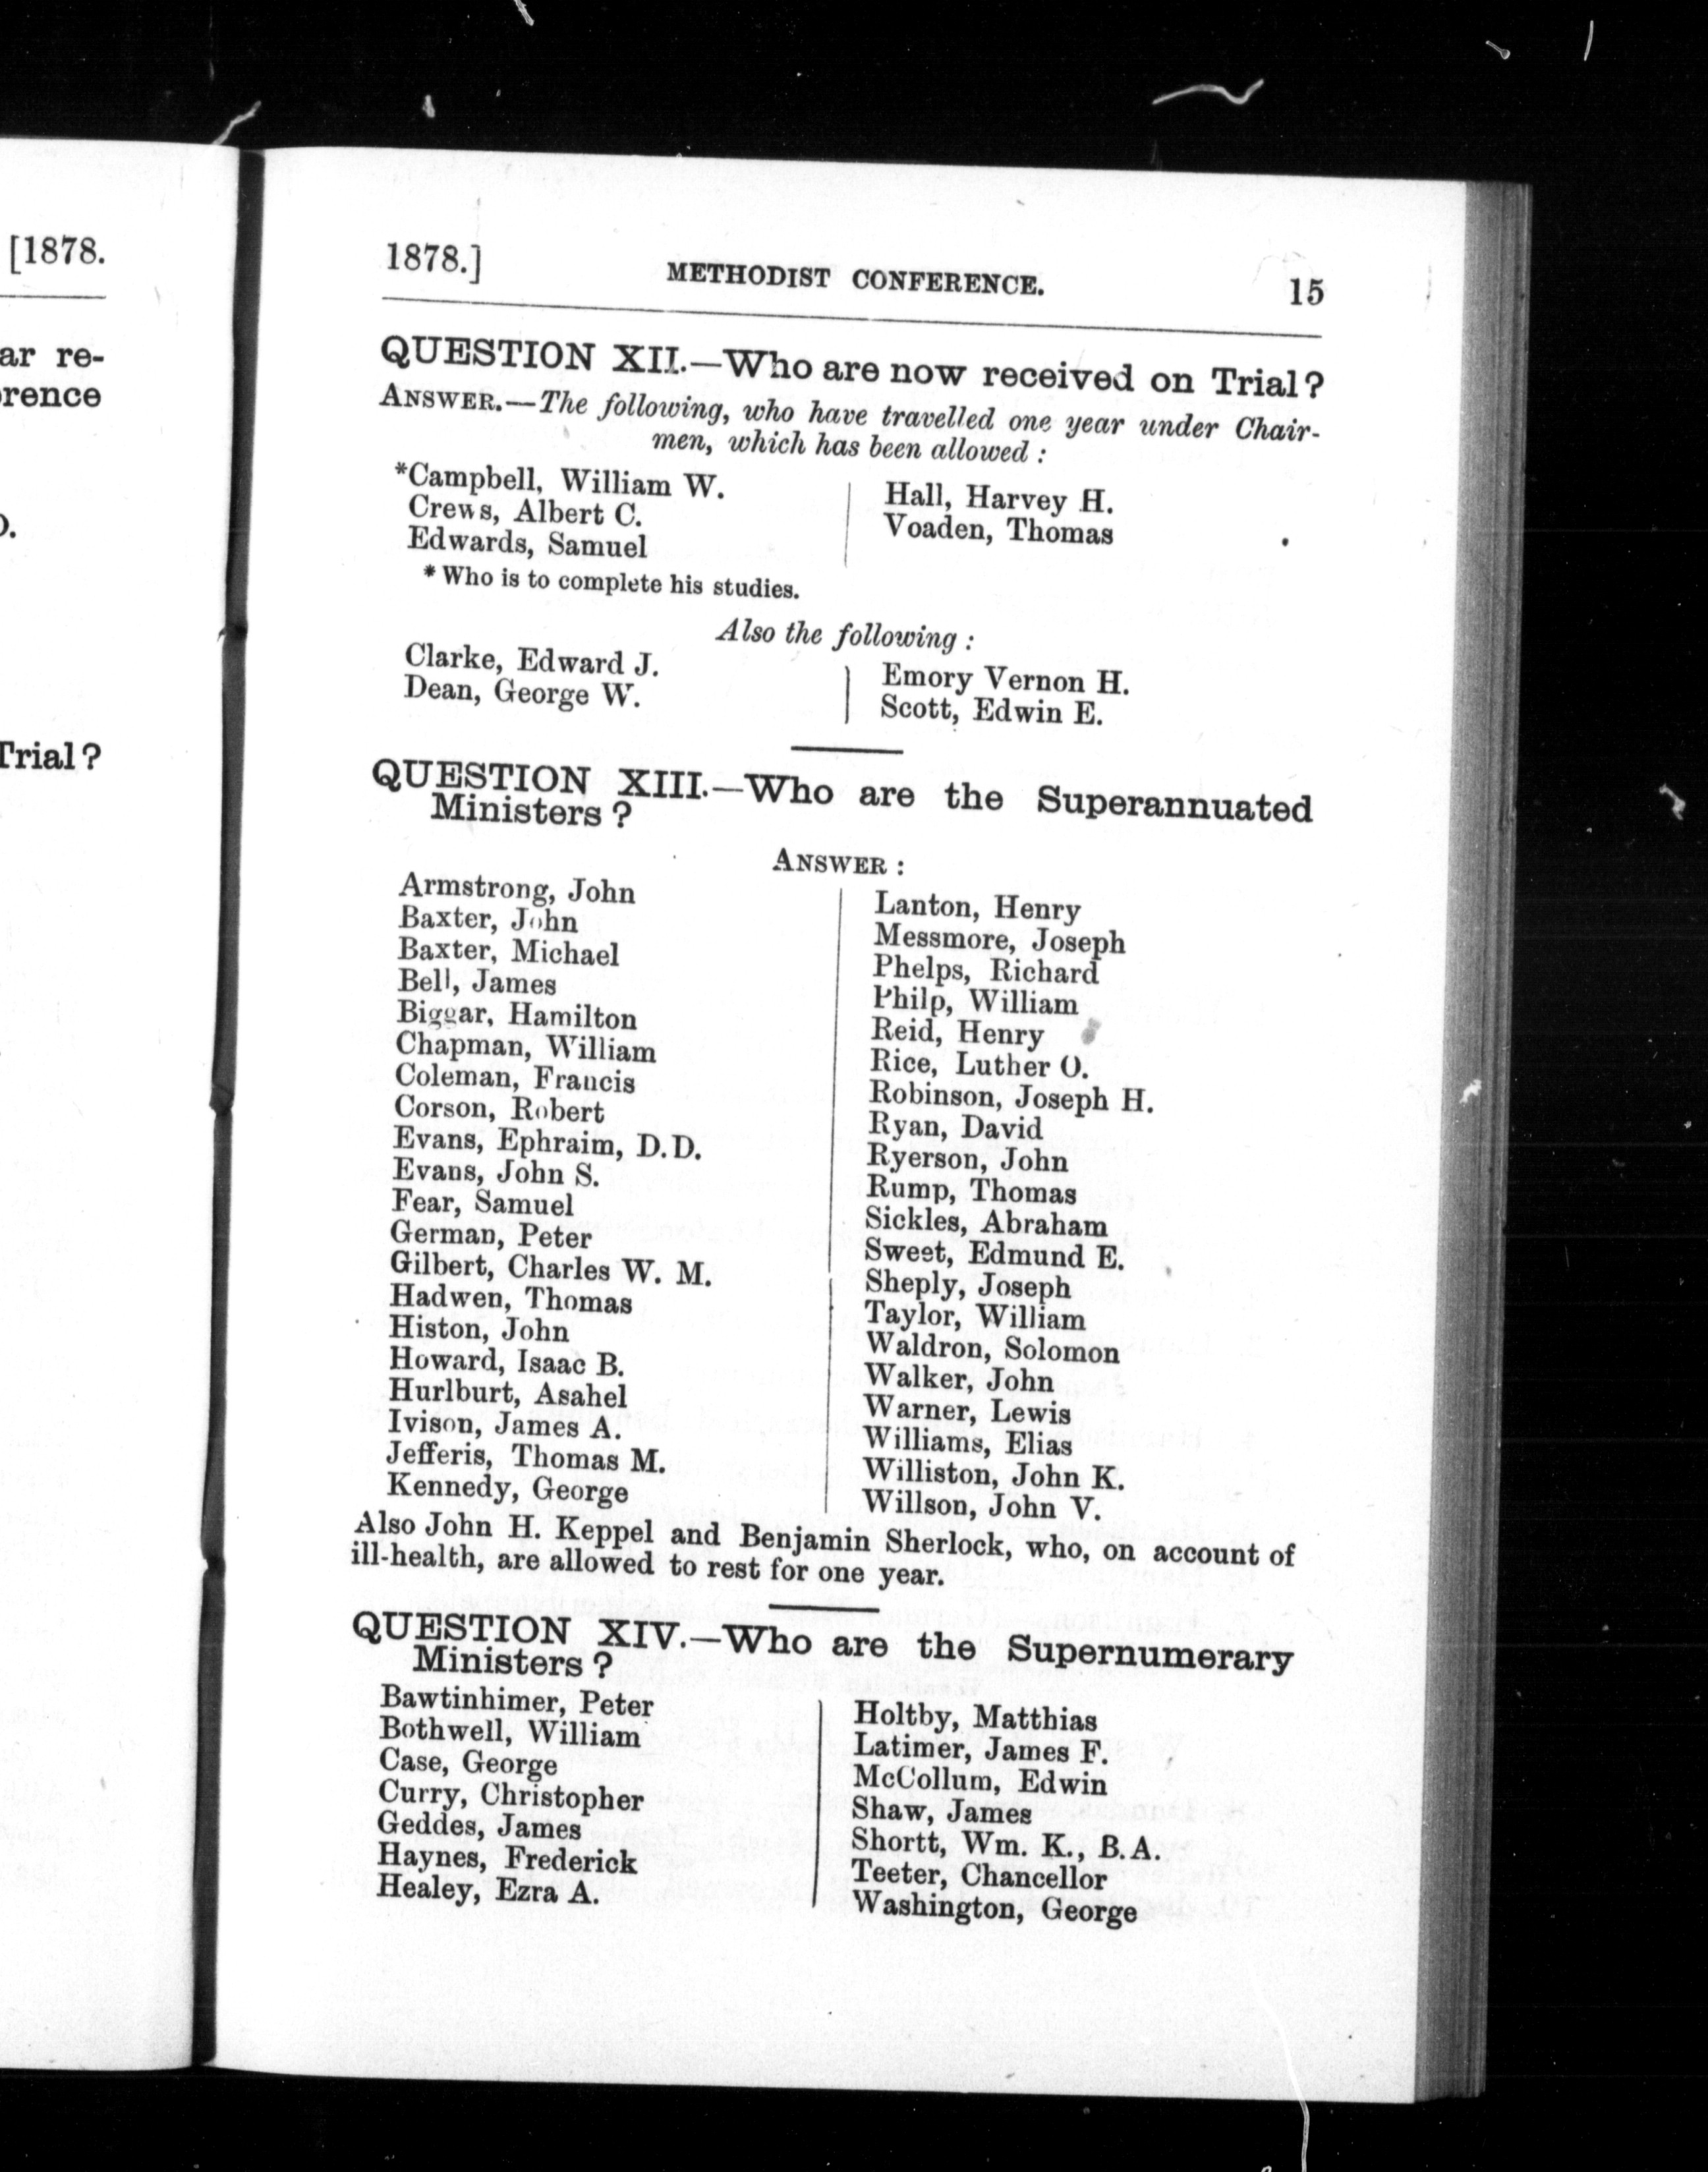 [1878.
ar re-
rence
D.
Trial?
1878.] METHODIST CONFERENCE. 15
QUESTION XII.—Who are now received on Trial?
ANSWER.—The following, who have travelled one year under Chair-
men, which has been allowed :
*Campbell, William W.
Crews, Albert C.
Edwards, Samuel
Hall, Harvey H.
Voaden, Thomas
* Who is to complete his studies.
Also the following :
Clarke, Edward J.
Dean, George W.
Emory Vernon H.
Scott, Edwin E.
QUESTION XIII.—Who are the Superannuated
Ministers ?
ANSWER :
Armstrong, John
Baxter, John
Baxter, Michael
Bell, James
Biggar, Hamilton
Chapman, William
Coleman, Francis
Corson, Robert
Evans, Ephraim, D.D.
Evans, John S.
Fear, Samuel
German, Peter
Gilbert, Charles W. M.
Hadwen, Thomas
Histon, John
Howard, Isaac B.
Hurlburt, Asahel
Ivison, James A.
Jefferis, Thomas M.
Kennedy, George
Lanton, Henry
Messmore, Joseph
Phelps, Richard
Philp, William
Reid, Henry
Rice, Luther O.
Robinson, Joseph H.
Ryan, David
Ryerson, John
Rump, Thomas
Sickles, Abraham
Sweet, Edmund E.
Sheply, Joseph
Taylor, William
Waldron, Solomon
Walker, John
Warner, Lewis
Williams, Elias
Williston, John K.
Willson, John V.
Also John H. Keppel and Benjamin Sherlock, who, on account of
ill-health, are allowed to rest for one year.
QUESTION XIV.—Who are the Supernumerary
Ministers ?
Bawtinhimer, Peter
Bothwell, William
Case, George
Curry, Christopher
Geddes, James
Haynes, Frederick
Healey, Ezra A.
Holtby, Matthias
Latimer, James F.
McCollum, Edwin
Shaw, James
Shortt, Wm. K., B.A.
Teeter, Chancellor
Washington, George